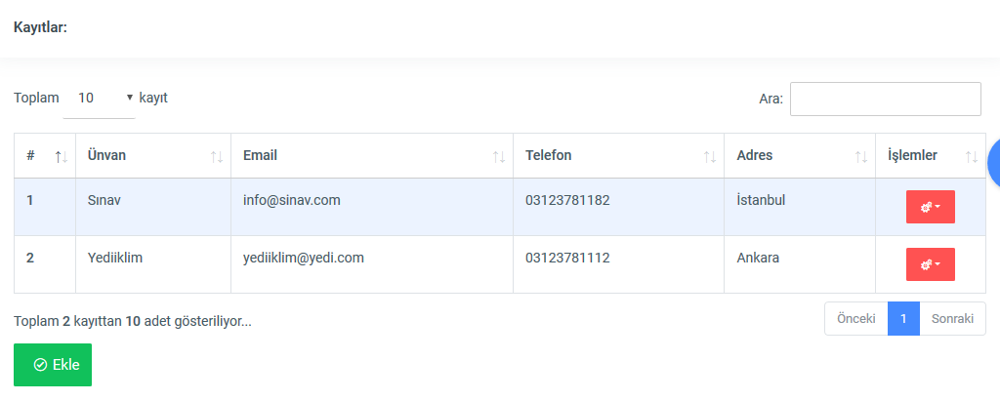 Kayıtlar:
Toplam 10 kayıt Ara:
# Ünvan Email Telefon Adres İşlemler
1 Sınav info@sinav.com 03123781182 İstanbul
2 Yediiklim yediiklim@yedi.com 03123781112 Ankara
Toplam 2 kayıttan 10 adet gösteriliyor... Önceki 1 Sonraki
Ekle